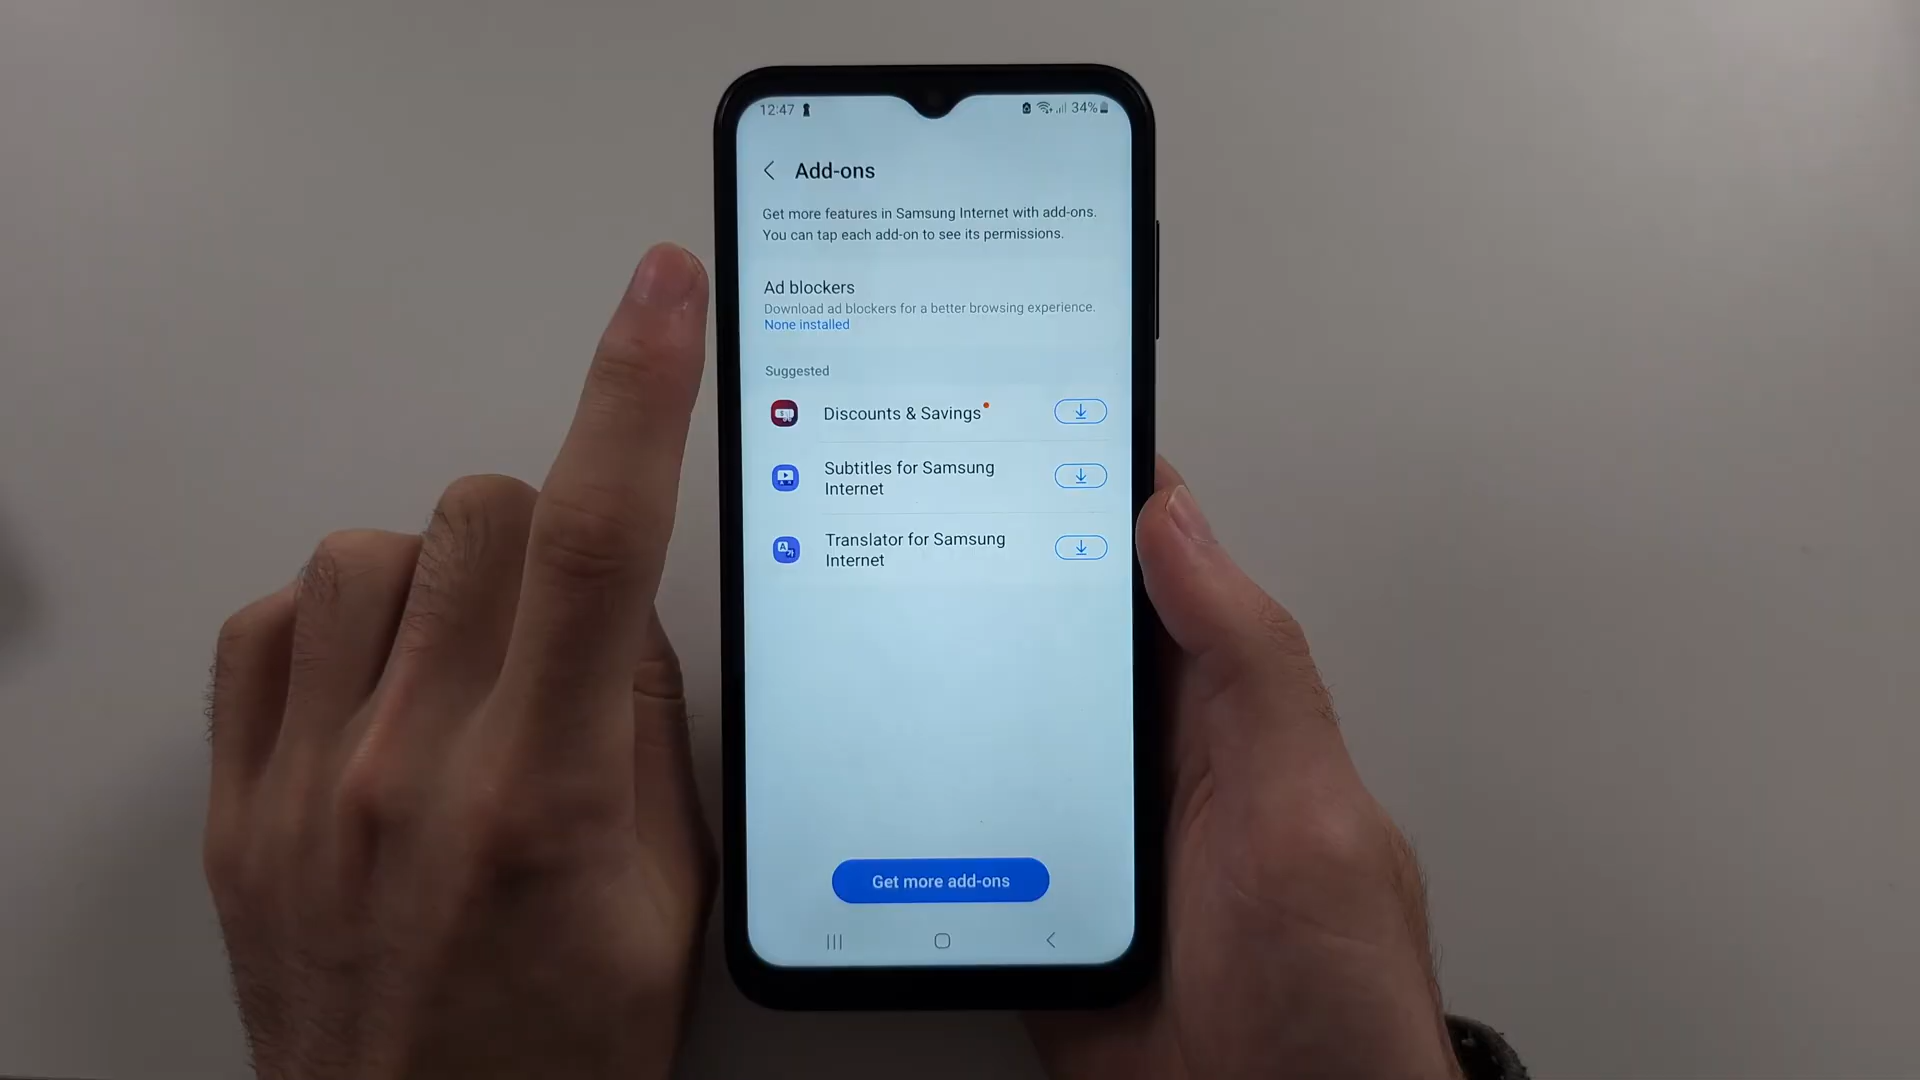 12:47
34%
Add-ons
Get more features in Samsung Internet with add-ons.
You can tap each add-on to see its permissions.
Ad blockers
Download ad blockers for a better browsing experience.
None installed
Suggested
Discounts & Savings
Subtitles for Samsung
Internet
Translator for Samsung
Internet
Get more add-ons